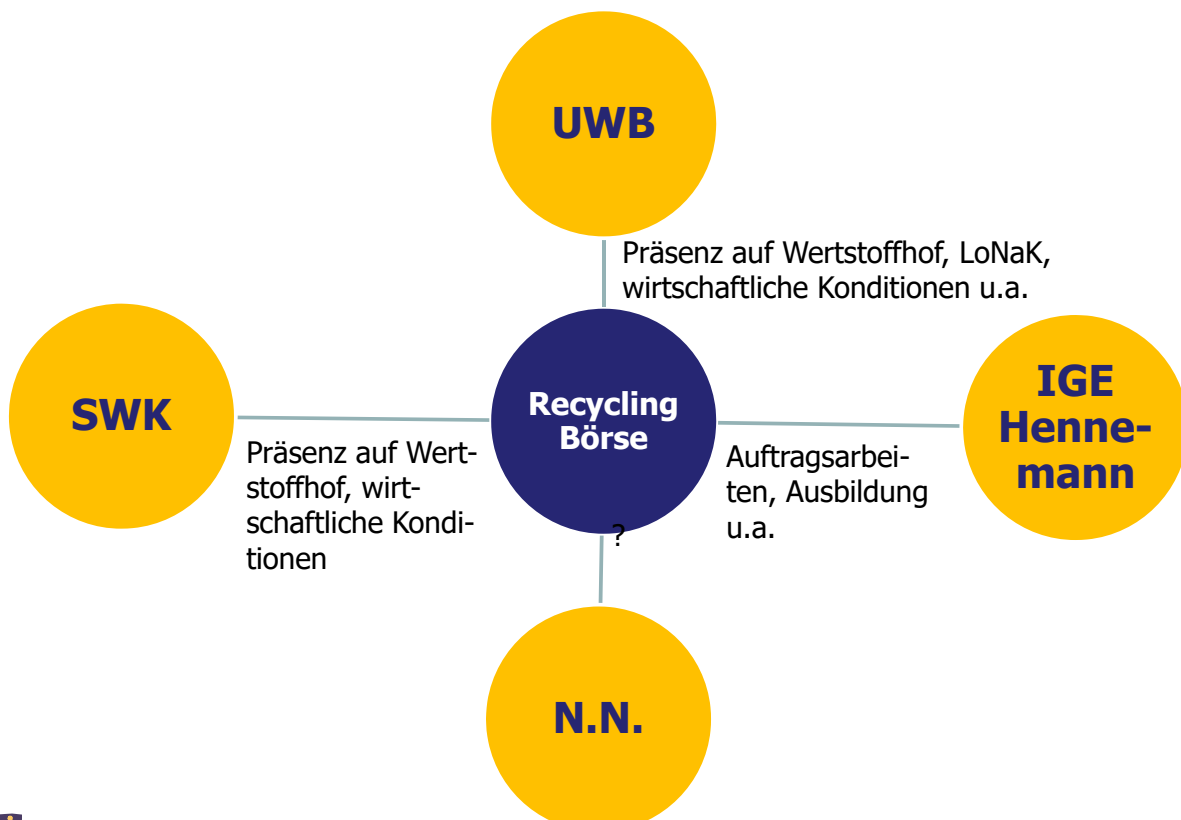 UWB
Präsenz auf Wertstoffhof, LoNaK,
wirtschaftliche Konditionen u.a.
SWK
Präsenz auf Wert-
stoffhof, wirt-
schaftliche Kondi-
tionen
Recycling
Börse
?
Auftragsarbei-
ten, Ausbildung
u.a.
IGE
Henne-
mann
N.N.